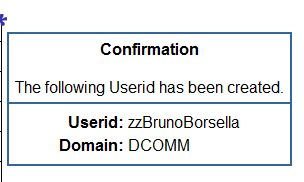 *
Confirmation
The following Userid has been created.
Userid: zzBrunoBorsella
Domain: DCOMM